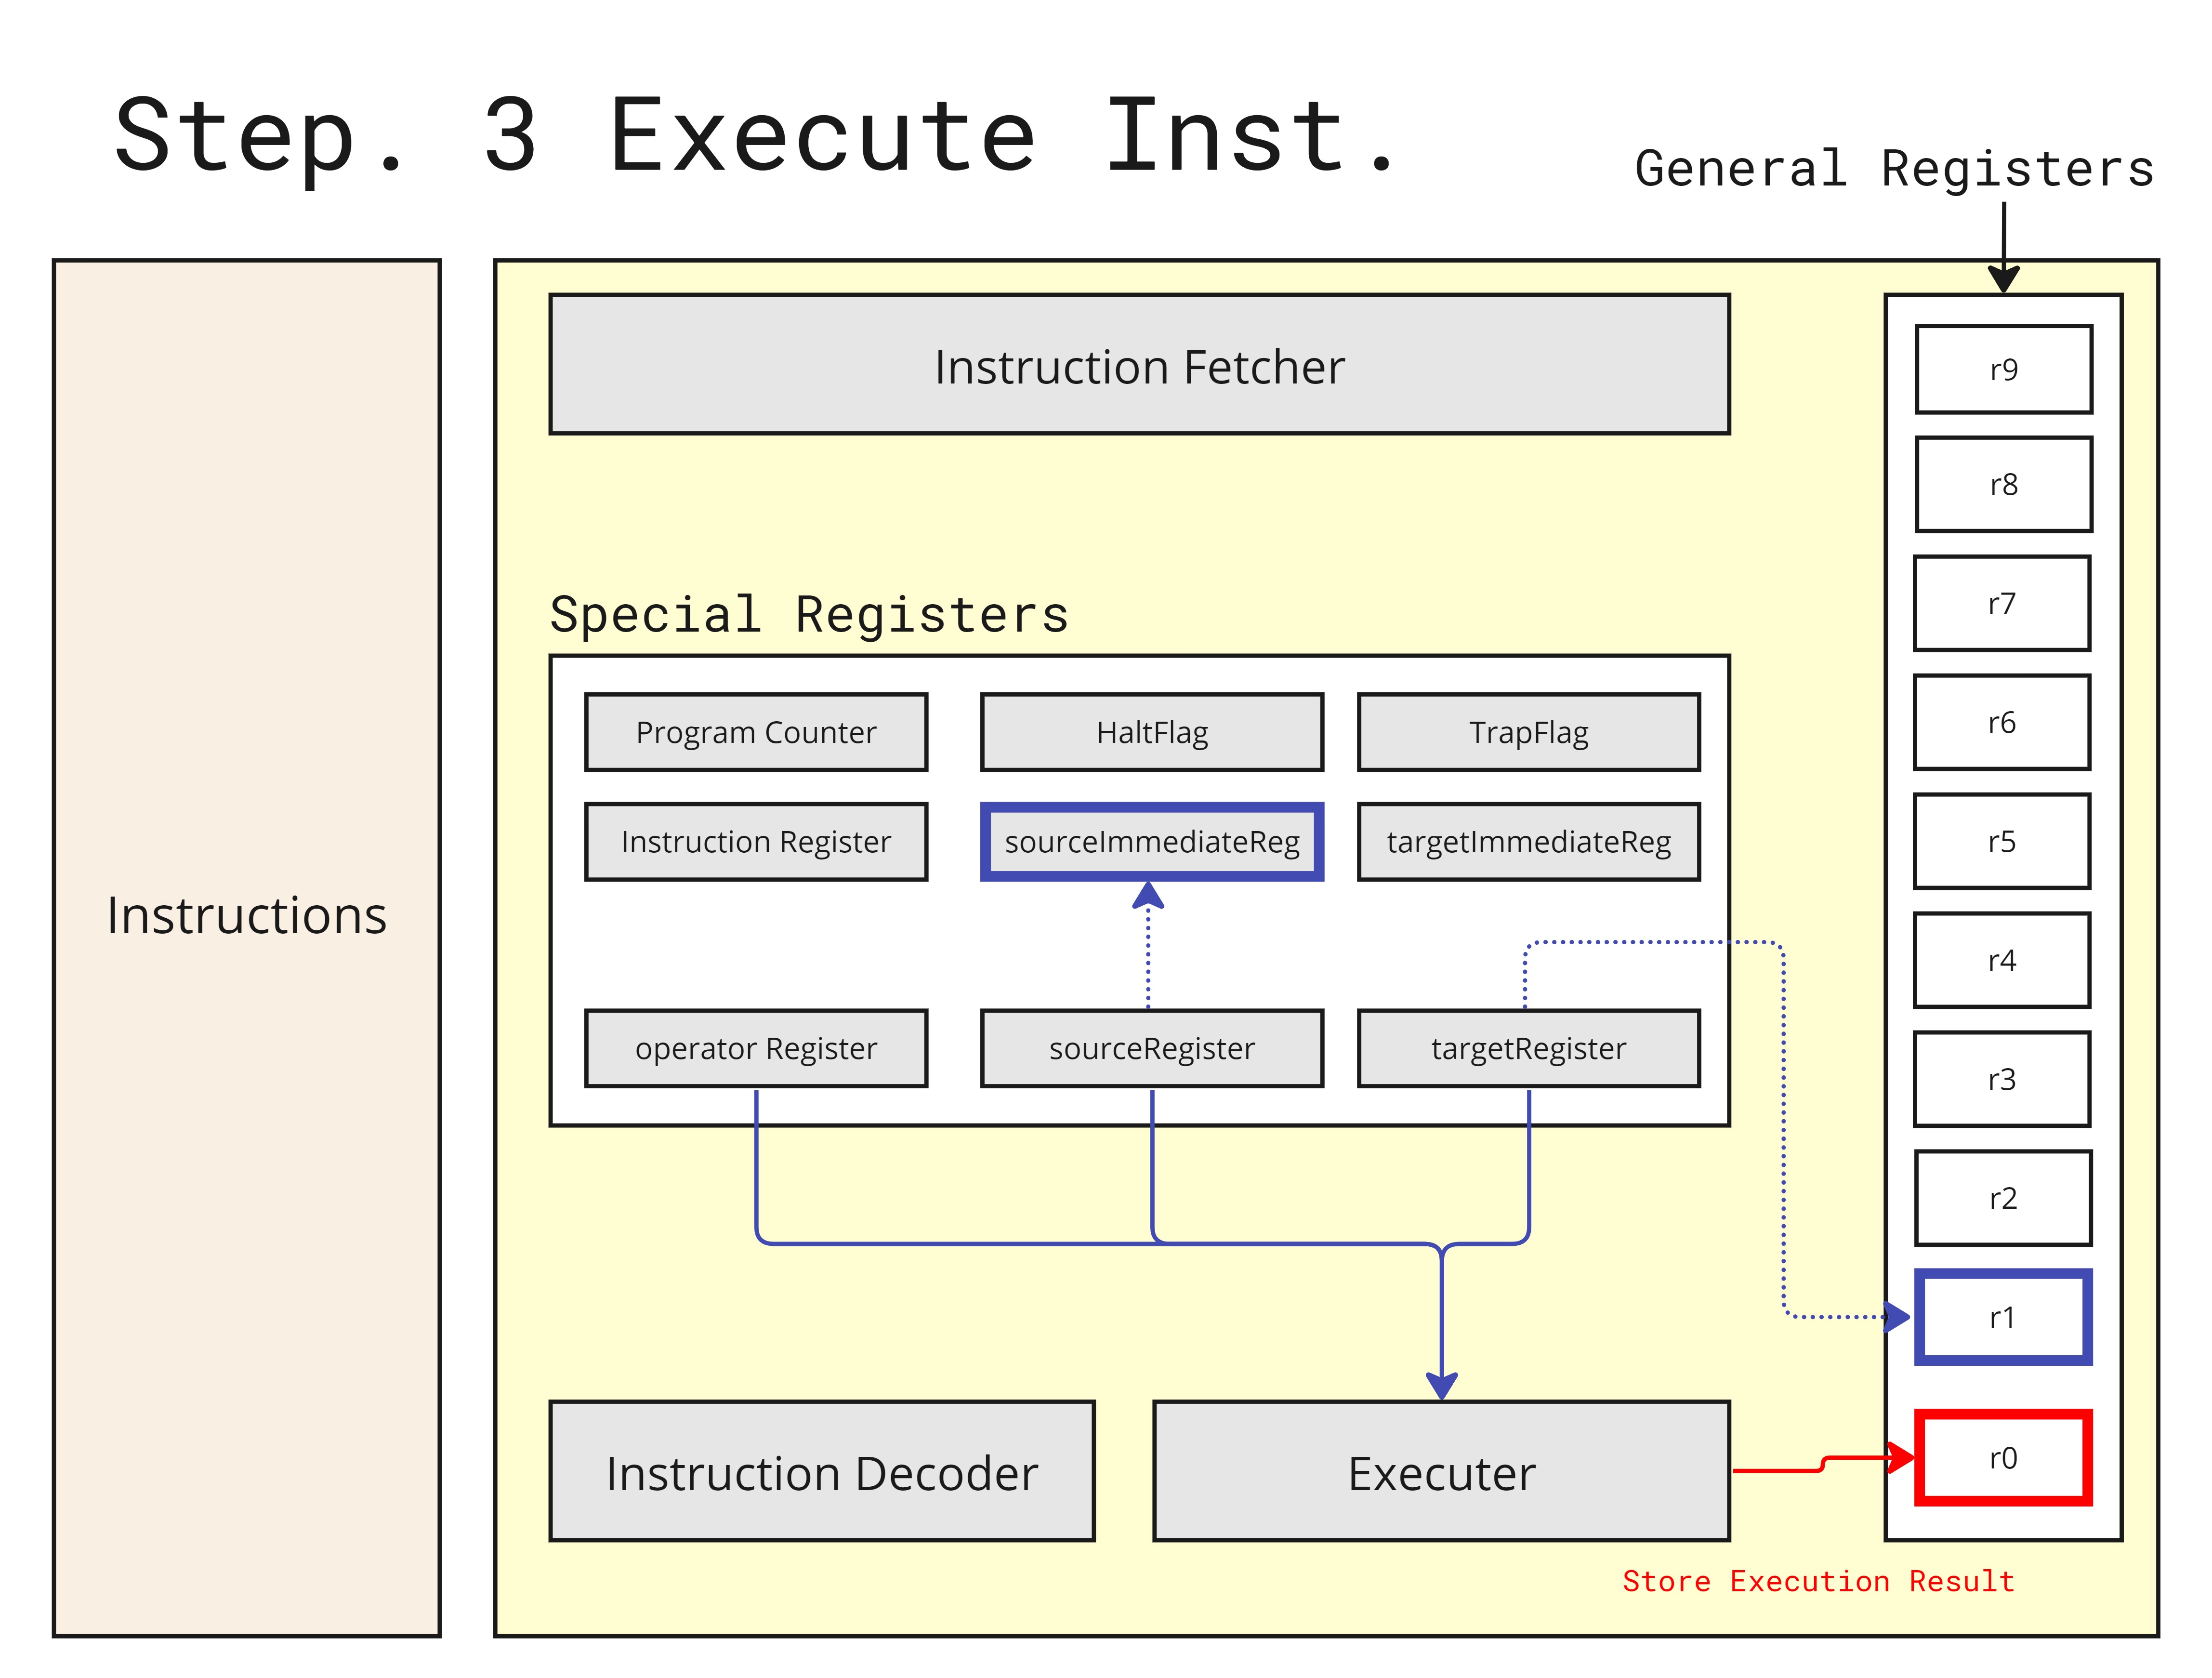 Step. 3 Execute Inst.
General Registers
Instructions
Instruction Fetcher
Special Registers
Program Counter
HaltFlag
TrapFlag
Instruction Register
sourceImmediateReg
targetImmediateReg
operator Register
sourceRegister
targetRegister
Instruction Decoder
Executer
r9
r8
r7
r6
r5
r4
r3
r2
r1
r0
Store Execution Result